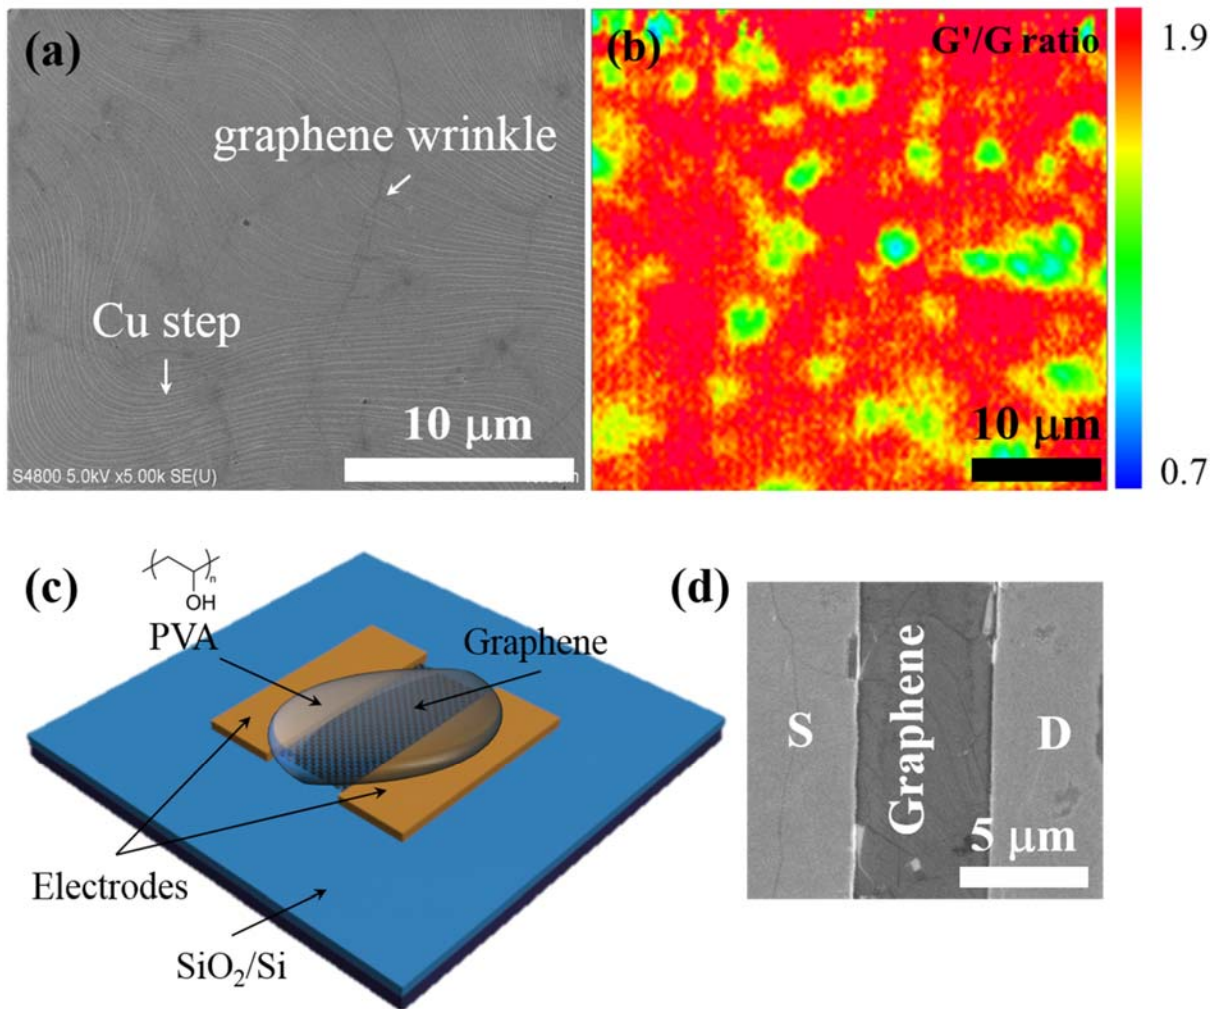 (a)
graphene wrinkle
Cu step
10 μm
S4800 5.0kV x5.00k SE(U)
(b)
G'/G ratio
1.9
10 μm
0.7
(c)
n
OH
PVA
Graphene
Electrodes
SiO₂/Si
(d)
S
Graphene
D
5 μm